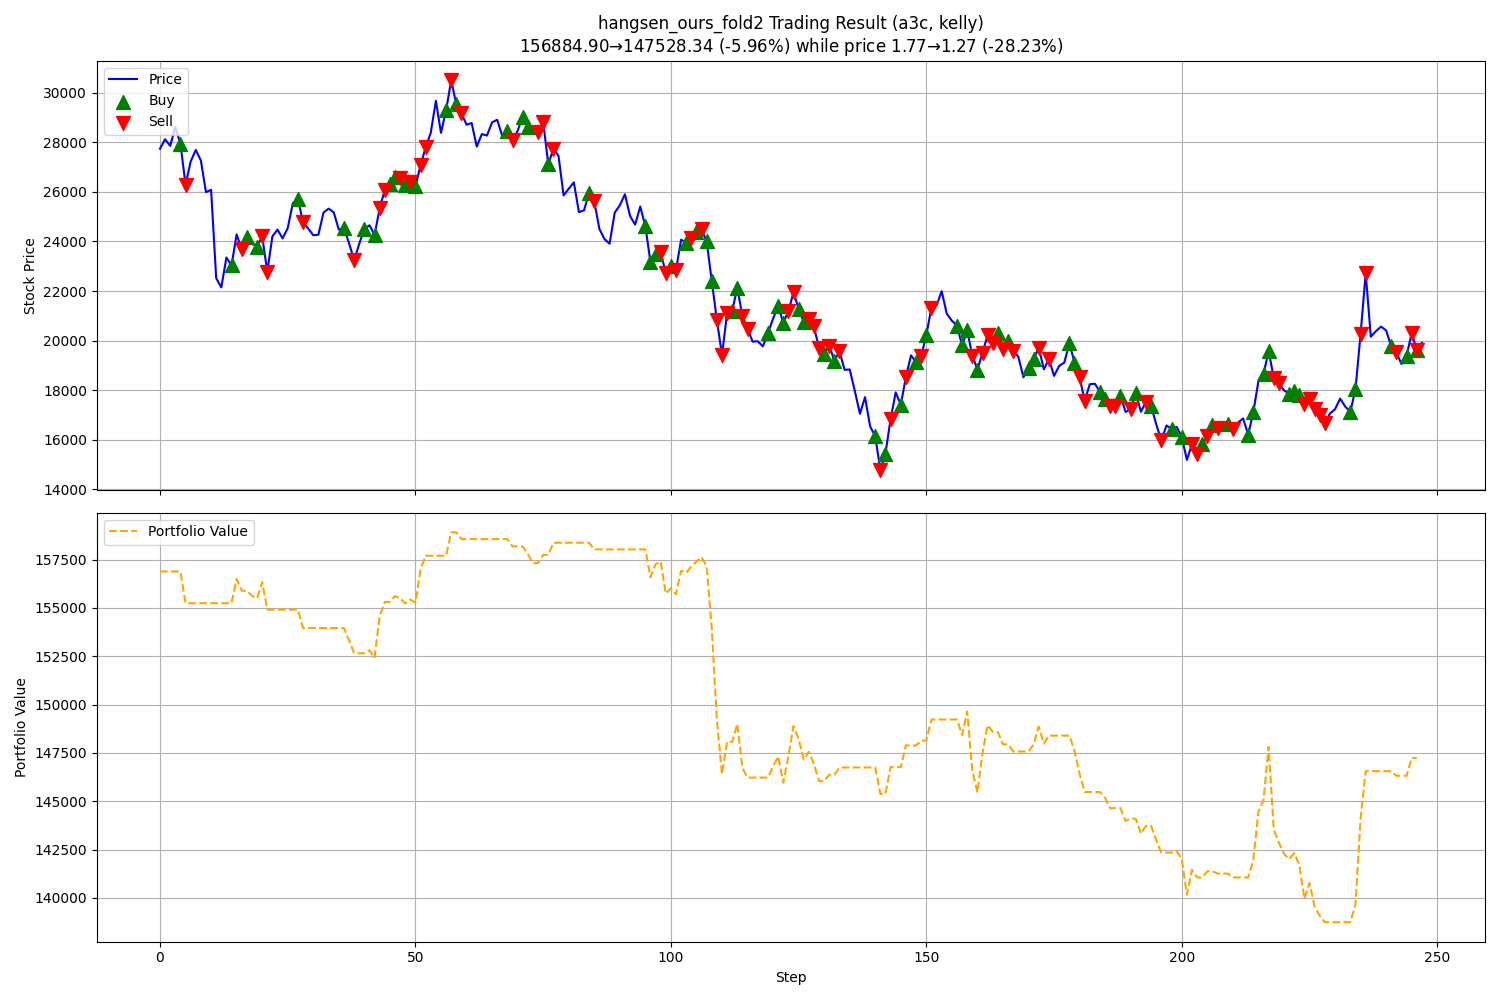 hangsen_ours_fold2 Trading Result (a3c, kelly)
156884.90→147528.34 (-5.96%) while price 1.77→1.27 (-28.23%)
Price
Buy
Sell
Stock Price
30000
28000
26000
24000
22000
20000
18000
16000
14000
Portfolio Value
Portfolio Value
157500
155000
152500
150000
147500
145000
142500
140000
0
50
100
150
200
250
Step